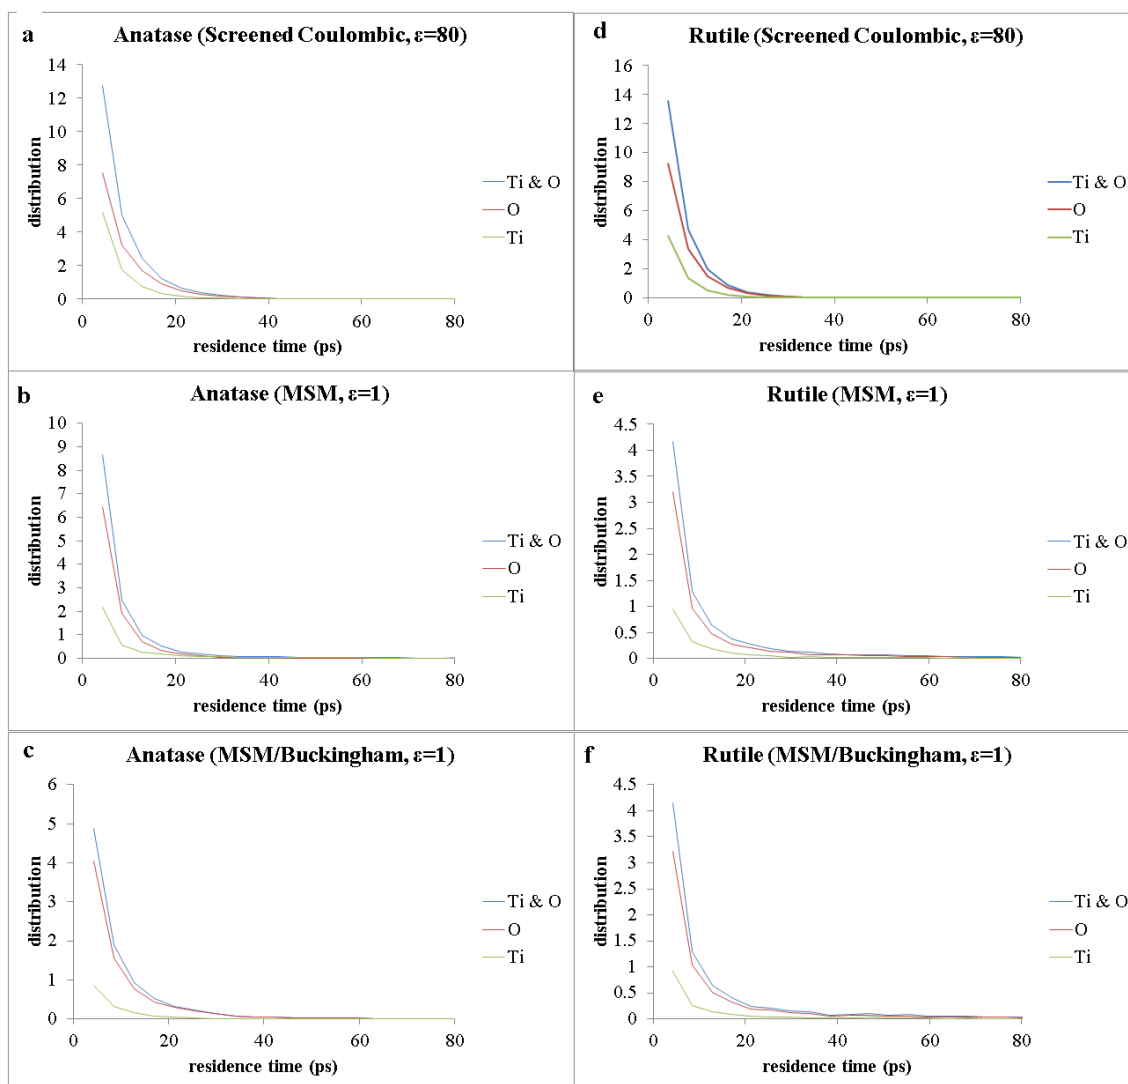 a
Anatase (Screened Coulombic, ε=80)
14
12
10
8
6
4
2
0
0 20 40 60 80
distribution
residence time (ps)
Ti & O
O
Ti
d
Rutile (Screened Coulombic, ε=80)
16
14
12
10
8
6
4
2
0
0 20 40 60 80
distribution
residence time (ps)
Ti & O
O
Ti
b
Anatase (MSM, ε=1)
10
9
8
7
6
5
4
3
2
1
0
0 20 40 60 80
distribution
residence time (ps)
Ti & O
O
Ti
e
Rutile (MSM, ε=1)
4.5
4
3.5
3
2.5
2
1.5
1
0.5
0
0 20 40 60 80
distribution
residence time (ps)
Ti & O
O
Ti
c
Anatase (MSM/Buckingham, ε=1)
6
5
4
3
2
1
0
0 20 40 60 80
distribution
residence time (ps)
Ti & O
O
Ti
f
Rutile (MSM/Buckingham, ε=1)
4.5
4
3.5
3
2.5
2
1.5
1
0.5
0
0 20 40 60 80
distribution
residence time (ps)
Ti & O
O
Ti